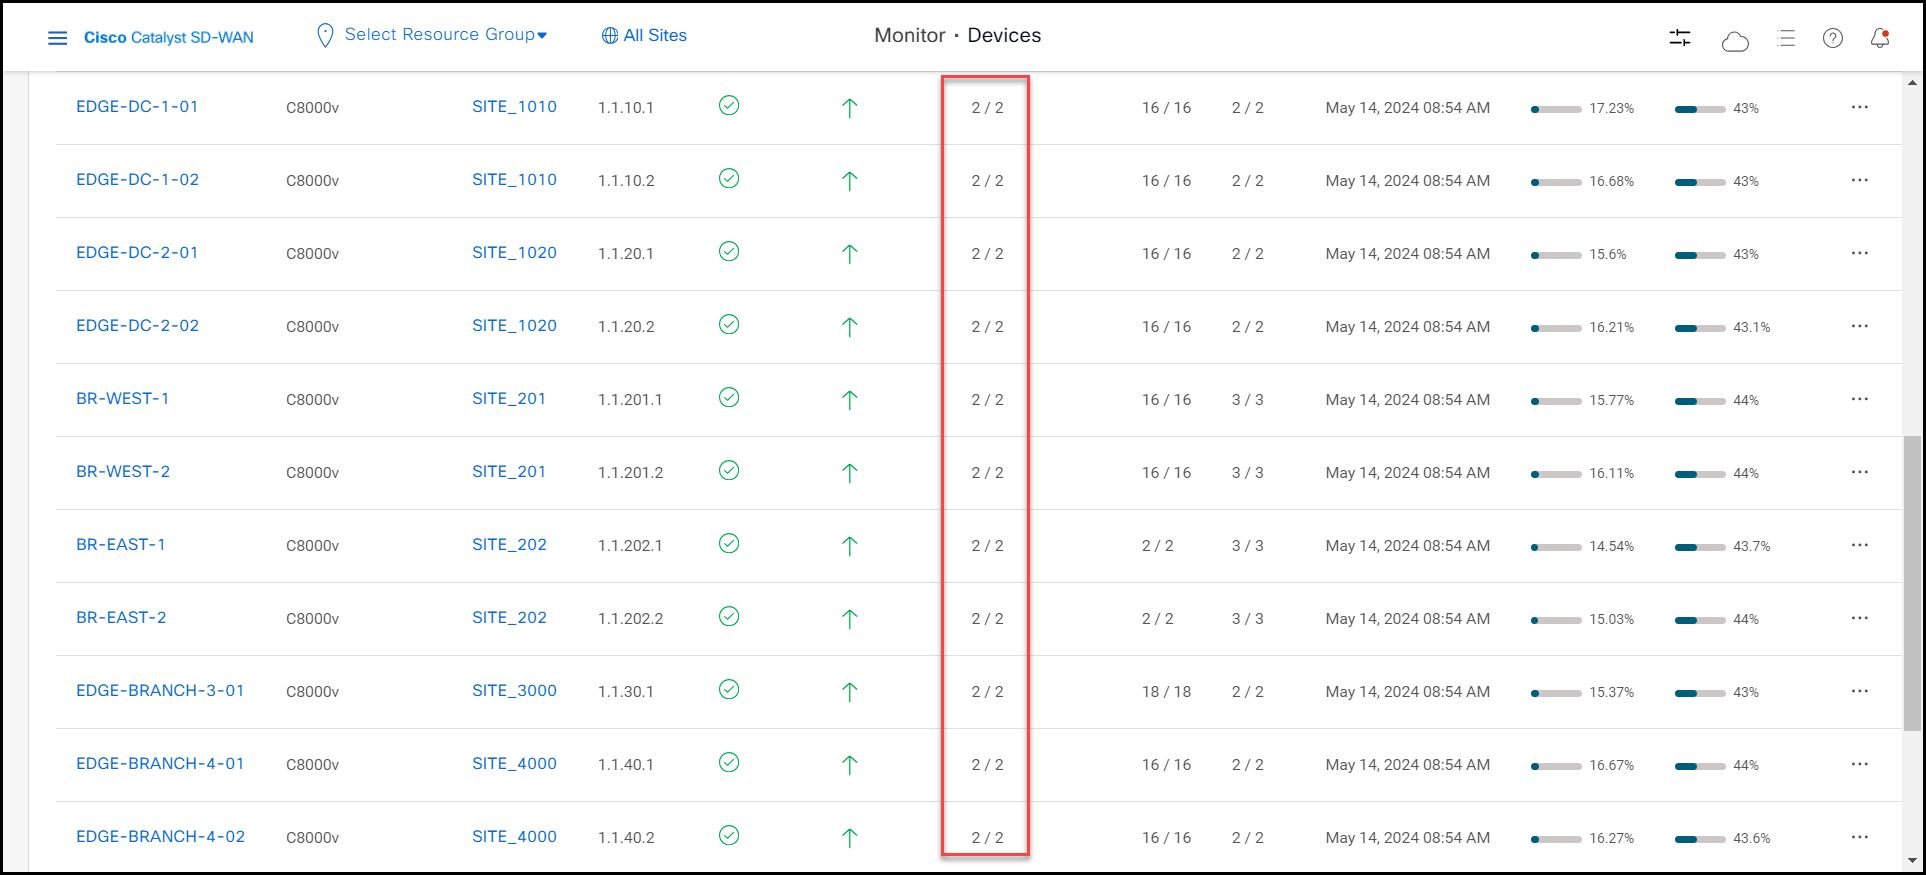 Cisco Catalyst SD-WAN Select Resource Group All Sites Monitor · Devices
EDGE-DC-1-01 C8000v SITE_1010 1.1.10.1 2 / 2 16 / 16 2 / 2 May 14, 2024 08:54 AM 17.23% 43% ...
EDGE-DC-1-02 C8000v SITE_1010 1.1.10.2 2 / 2 16 / 16 2 / 2 May 14, 2024 08:54 AM 16.68% 43% ...
EDGE-DC-2-01 C8000v SITE_1020 1.1.20.1 2 / 2 16 / 16 2 / 2 May 14, 2024 08:54 AM 15.6% 43% ...
EDGE-DC-2-02 C8000v SITE_1020 1.1.20.2 2 / 2 16 / 16 2 / 2 May 14, 2024 08:54 AM 16.21% 43.1% ...
BR-WEST-1 C8000v SITE_201 1.1.201.1 2 / 2 16 / 16 3 / 3 May 14, 2024 08:54 AM 15.77% 44% ...
BR-WEST-2 C8000v SITE_201 1.1.201.2 2 / 2 16 / 16 3 / 3 May 14, 2024 08:54 AM 16.11% 44% ...
BR-EAST-1 C8000v SITE_202 1.1.202.1 2 / 2 2 / 2 3 / 3 May 14, 2024 08:54 AM 14.54% 43.7% ...
BR-EAST-2 C8000v SITE_202 1.1.202.2 2 / 2 2 / 2 3 / 3 May 14, 2024 08:54 AM 15.03% 44% ...
EDGE-BRANCH-3-01 C8000v SITE_3000 1.1.30.1 2 / 2 18 / 18 2 / 2 May 14, 2024 08:54 AM 15.37% 43% ...
EDGE-BRANCH-4-01 C8000v SITE_4000 1.1.40.1 2 / 2 16 / 16 2 / 2 May 14, 2024 08:54 AM 16.67% 44% ...
EDGE-BRANCH-4-02 C8000v SITE_4000 1.1.40.2 2 / 2 16 / 16 2 / 2 May 14, 2024 08:54 AM 16.27% 43.6% ...